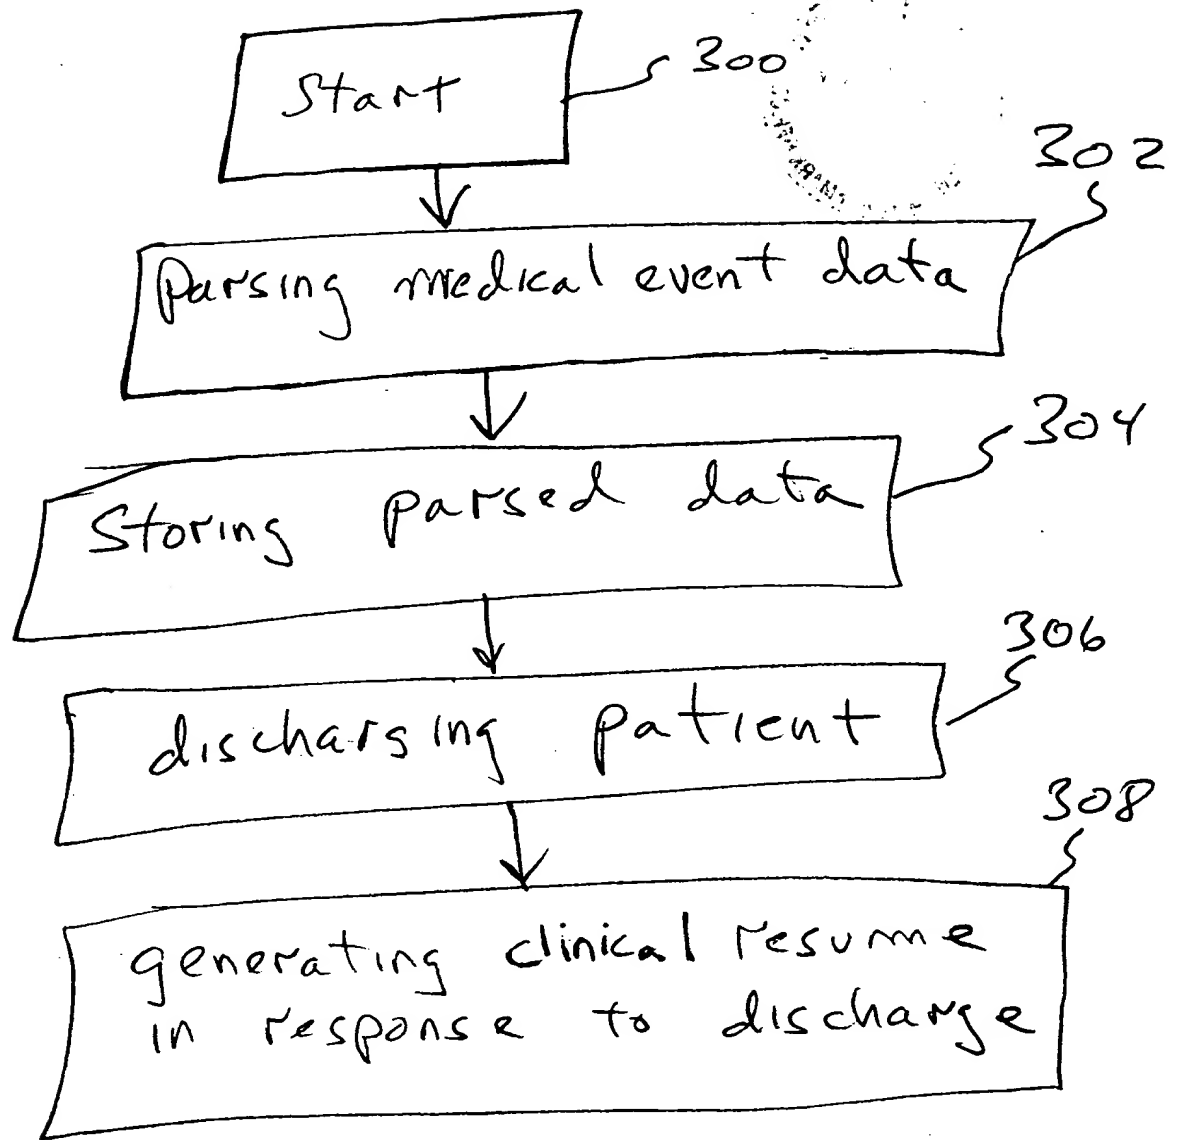 Start
300
302
Parsing medical event data
304
Storing parsed data
306
discharging patient
308
generating clinical resume
in response to discharge